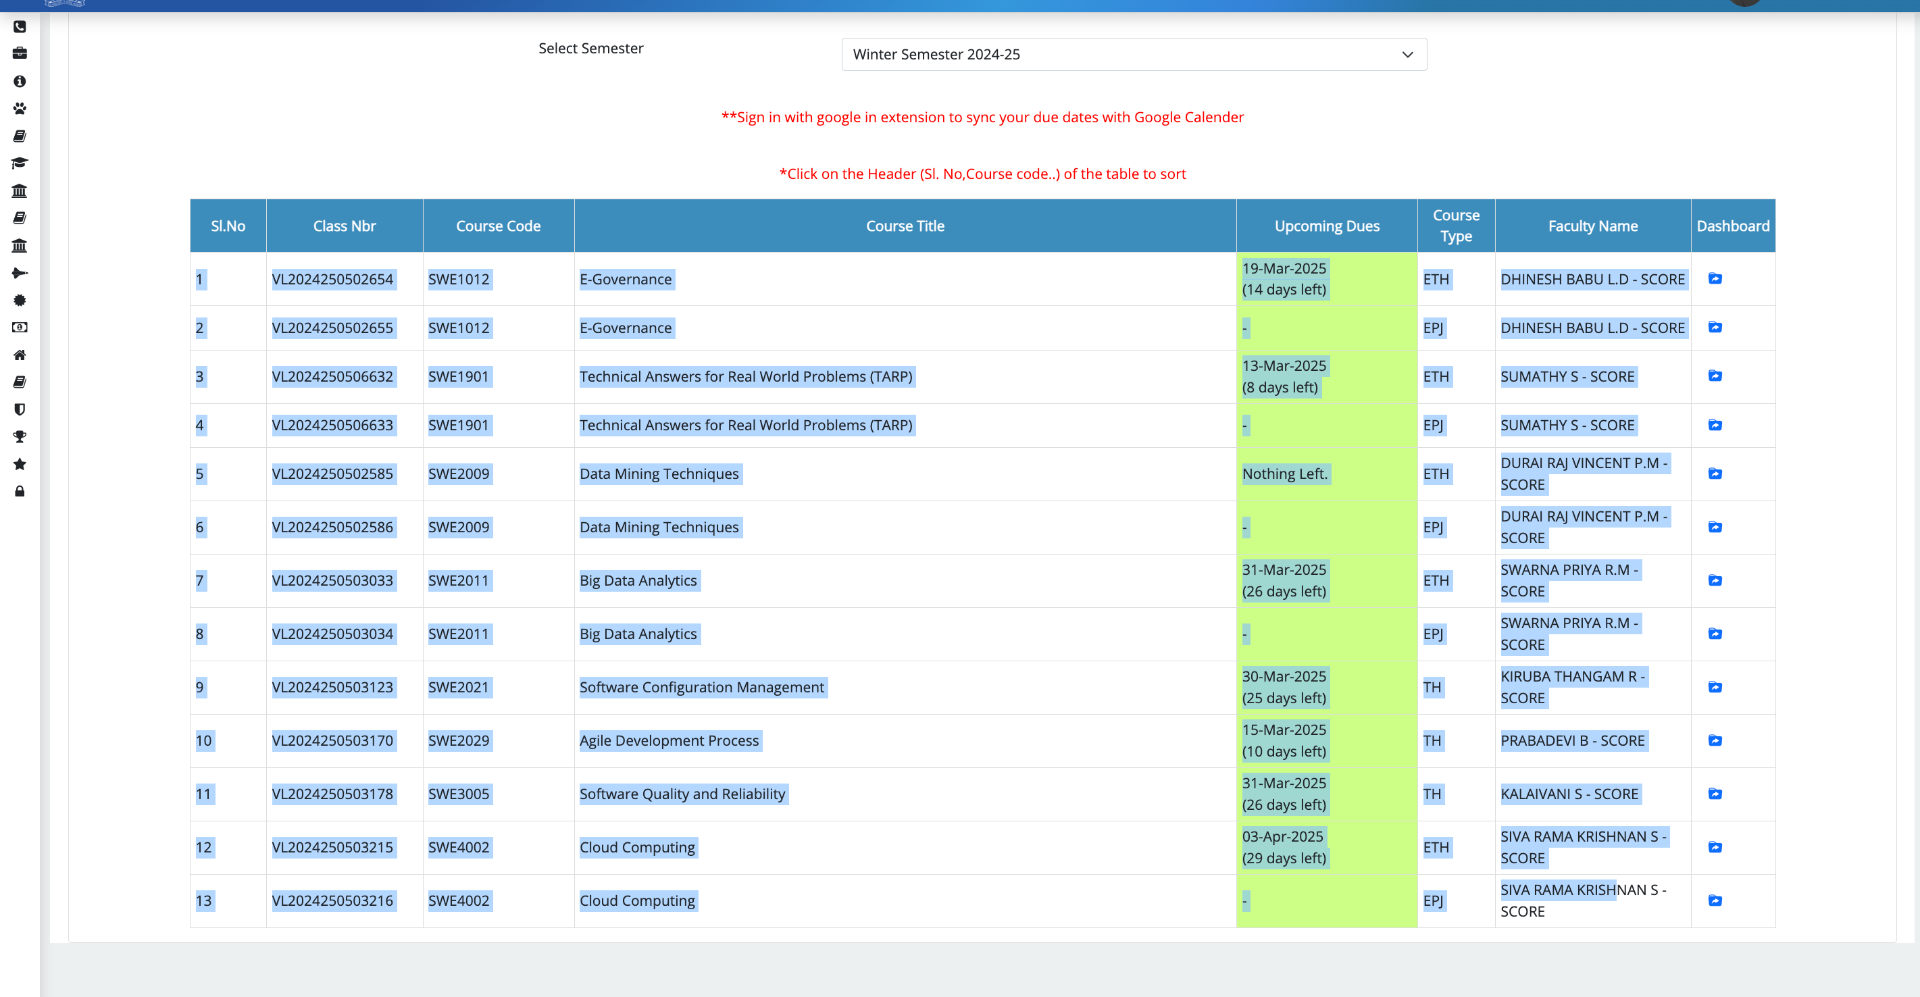 Select Semester
Winter Semester 2024-25
**Sign in with google in extension to sync your due dates with Google Calender
*Click on the Header (Sl. No,Course code..) of the table to sort
Sl.No Class Nbr Course Code Course Title Upcoming Dues Course Type Faculty Name Dashboard
1 VL2024250502654 SWE1012 E-Governance 19-Mar-2025 (14 days left) ETH DHINESH BABU L.D - SCORE
2 VL2024250502655 SWE1012 E-Governance - EPJ DHINESH BABU L.D - SCORE
3 VL2024250506632 SWE1901 Technical Answers for Real World Problems (TARP) 13-Mar-2025 (8 days left) ETH SUMATHY S - SCORE
4 VL2024250506633 SWE1901 Technical Answers for Real World Problems (TARP) - EPJ SUMATHY S - SCORE
5 VL2024250502585 SWE2009 Data Mining Techniques Nothing Left. ETH DURAI RAJ VINCENT P.M - SCORE
6 VL2024250502586 SWE2009 Data Mining Techniques - EPJ DURAI RAJ VINCENT P.M - SCORE
7 VL2024250503033 SWE2011 Big Data Analytics 31-Mar-2025 (26 days left) ETH SWARNA PRIYA R.M - SCORE
8 VL2024250503034 SWE2011 Big Data Analytics - EPJ SWARNA PRIYA R.M - SCORE
9 VL2024250503123 SWE2021 Software Configuration Management 30-Mar-2025 (25 days left) TH KIRUBA THANGAM R - SCORE
10 VL2024250503170 SWE2029 Agile Development Process 15-Mar-2025 (10 days left) TH PRABADEVI B - SCORE
11 VL2024250503178 SWE3005 Software Quality and Reliability 31-Mar-2025 (26 days left) TH KALAIVANI S - SCORE
12 VL2024250503215 SWE4002 Cloud Computing 03-Apr-2025 (29 days left) ETH SIVA RAMA KRISHNAN S - SCORE
13 VL2024250503216 SWE4002 Cloud Computing - EPJ SIVA RAMA KRISHNAN S - SCORE